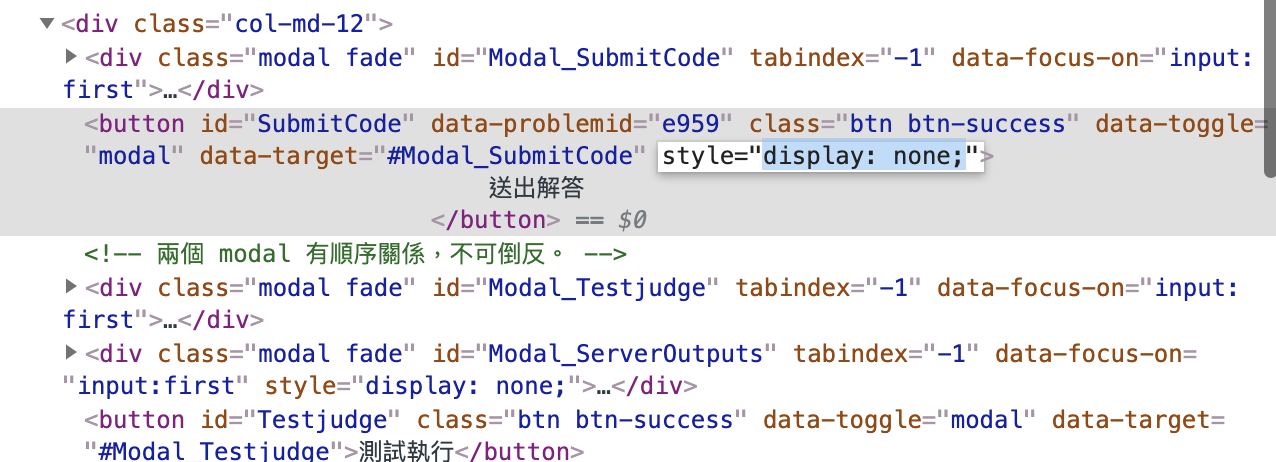 ▼<div class="col-md-12">
▶<div class="modal fade" id="Modal_SubmitCode" tabindex="-1" data-focus-on="input:
first">…</div>
<button id="SubmitCode" data-problemid="e959" class="btn btn-success" data-toggle=
"modal" data-target="#Modal_SubmitCode" style="display: none;">
送出解答
</button> == $0
<!-- 兩個 modal 有順序關係，不可倒反。 -->
▶<div class="modal fade" id="Modal_Testjudge" tabindex="-1" data-focus-on="input:
first">…</div>
▶<div class="modal fade" id="Modal_ServerOutputs" tabindex="-1" data-focus-on=
"input:first" style="display: none;">…</div>
<button id="Testjudge" class="btn btn-success" data-toggle="modal" data-target=
"#Modal_Testjudge">測試執行</button>